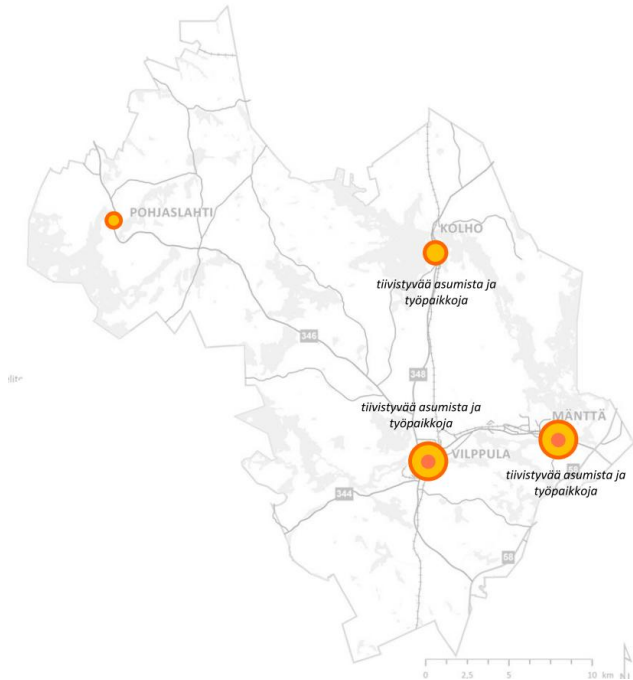 POHJASLAHTI
KOLHO
tiivistyvää asumista ja
työpaikkoja
346
348
tiivistyvää asumista ja
työpaikkoja
MÄNTTÄ
VILPPULA
tiivistyvää asumista ja
työpaikkoja
344
58
0 2,5 5 10 km